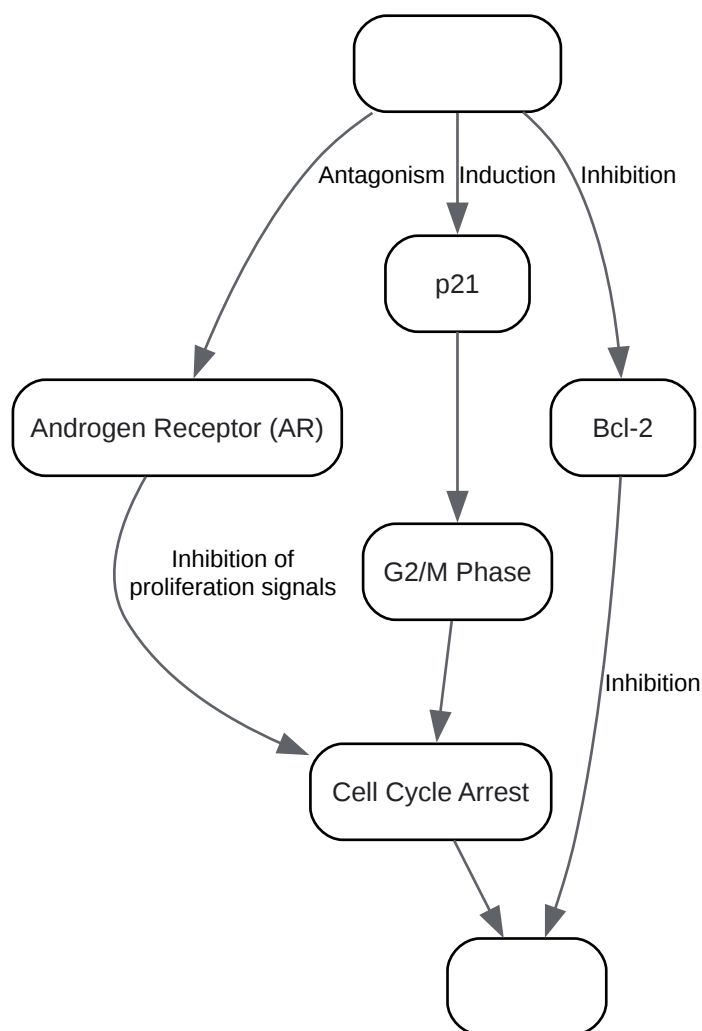 Antagonism
Induction
Inhibition
p21
Androgen Receptor (AR)
Bcl-2
Inhibition of
proliferation signals
G2/M Phase
Inhibition
Cell Cycle Arrest